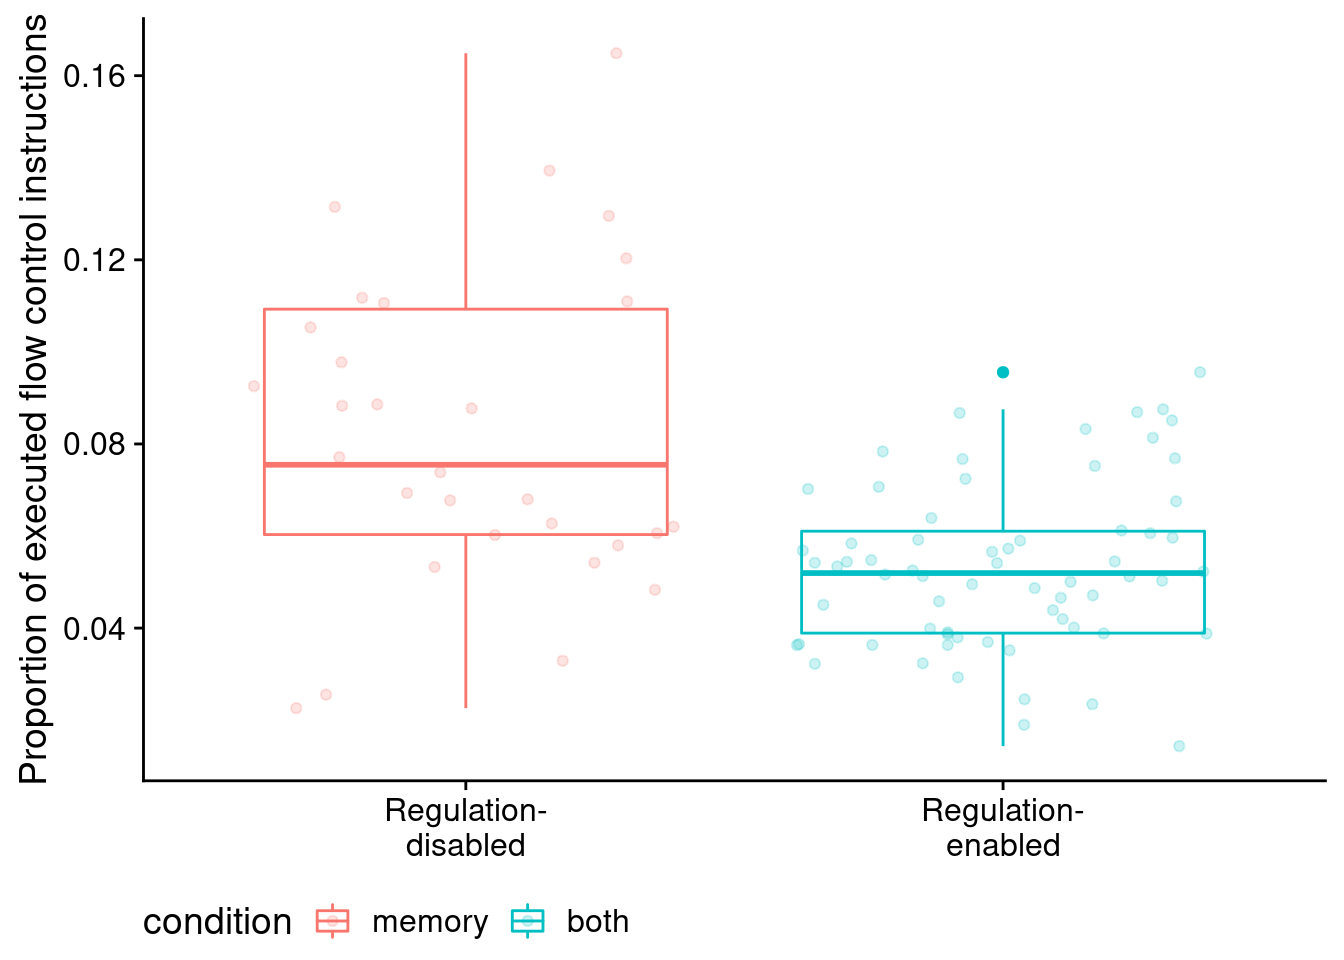 Proportion of executed flow control instructions
0.16
0.12
0.08
0.04
Regulation-
disabled
Regulation-
enabled
condition memory both